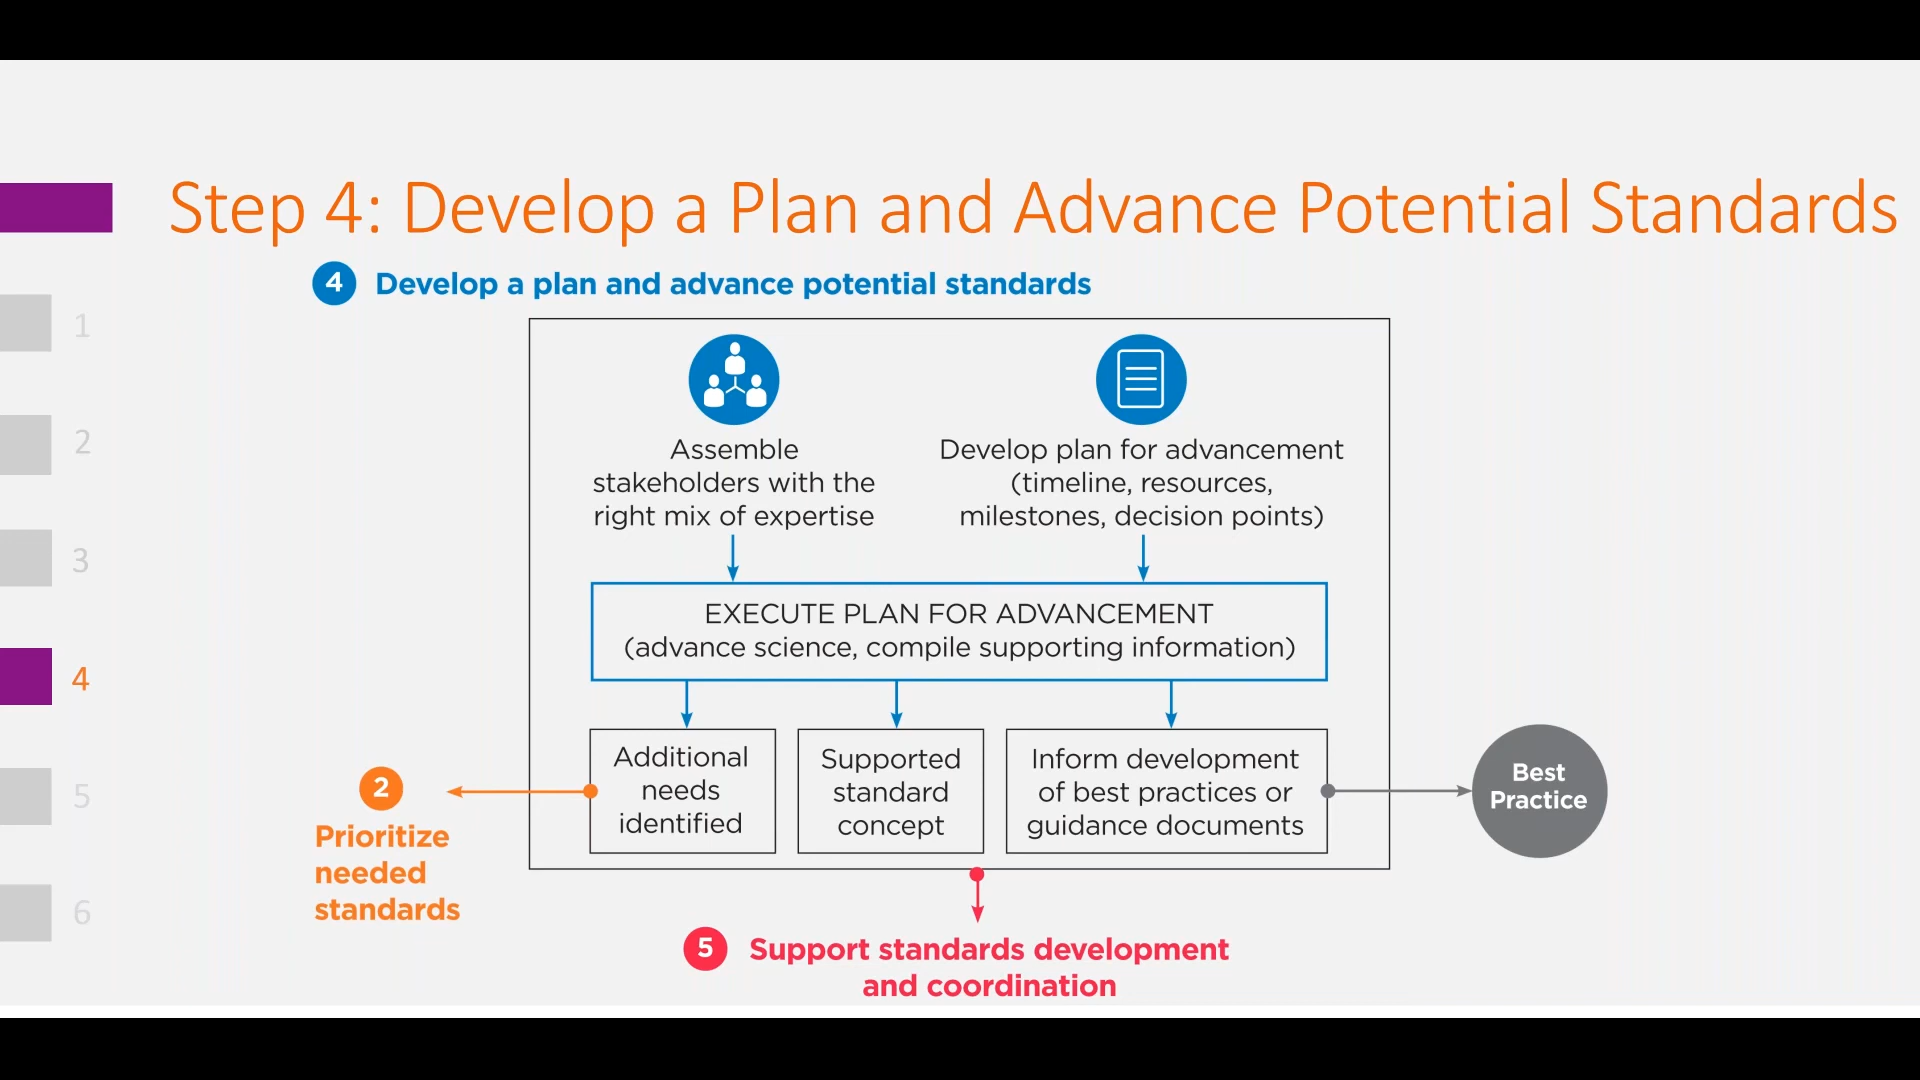 Step 4: Develop a Plan and Advance Potential Standards
4 Develop a plan and advance potential standards
1
2
3
4
5
6
Assemble
stakeholders with the
right mix of expertise
Develop plan for advancement
(timeline, resources,
milestones, decision points)
EXECUTE PLAN FOR ADVANCEMENT
(advance science, compile supporting information)
Additional
needs
identified
Supported
standard
concept
Inform development
of best practices or
guidance documents
2
Prioritize
needed
standards
Best
Practice
5 Support standards development
and coordination